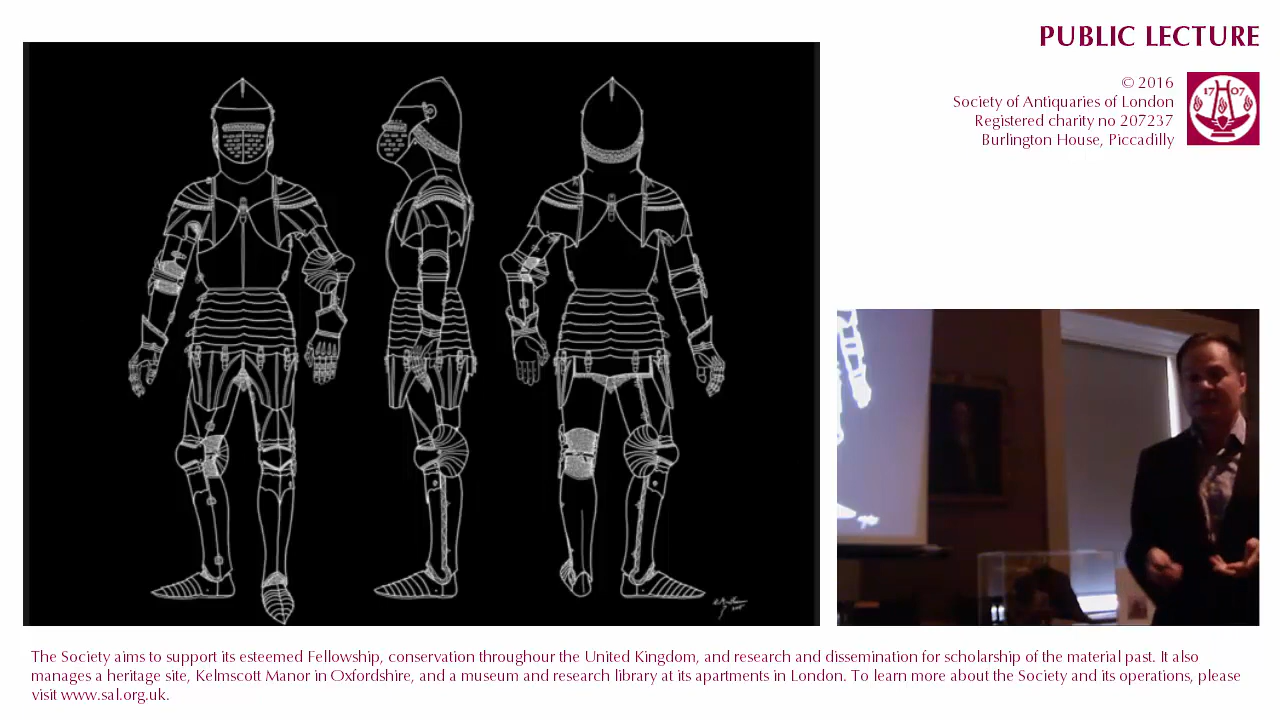 PUBLIC LECTURE
© 2016
Society of Antiquaries of London
Registered charity no 207237
Burlington House, Piccadilly
17 07
The Society aims to support its esteemed Fellowship, conservation throughout the United Kingdom, and research and dissemination for scholarship of the material past. It also
manages a heritage site, Kelmscott Manor in Oxfordshire, and a museum and research library at its apartments in London. To learn more about the Society and its operations, please
visit www.sal.org.uk.